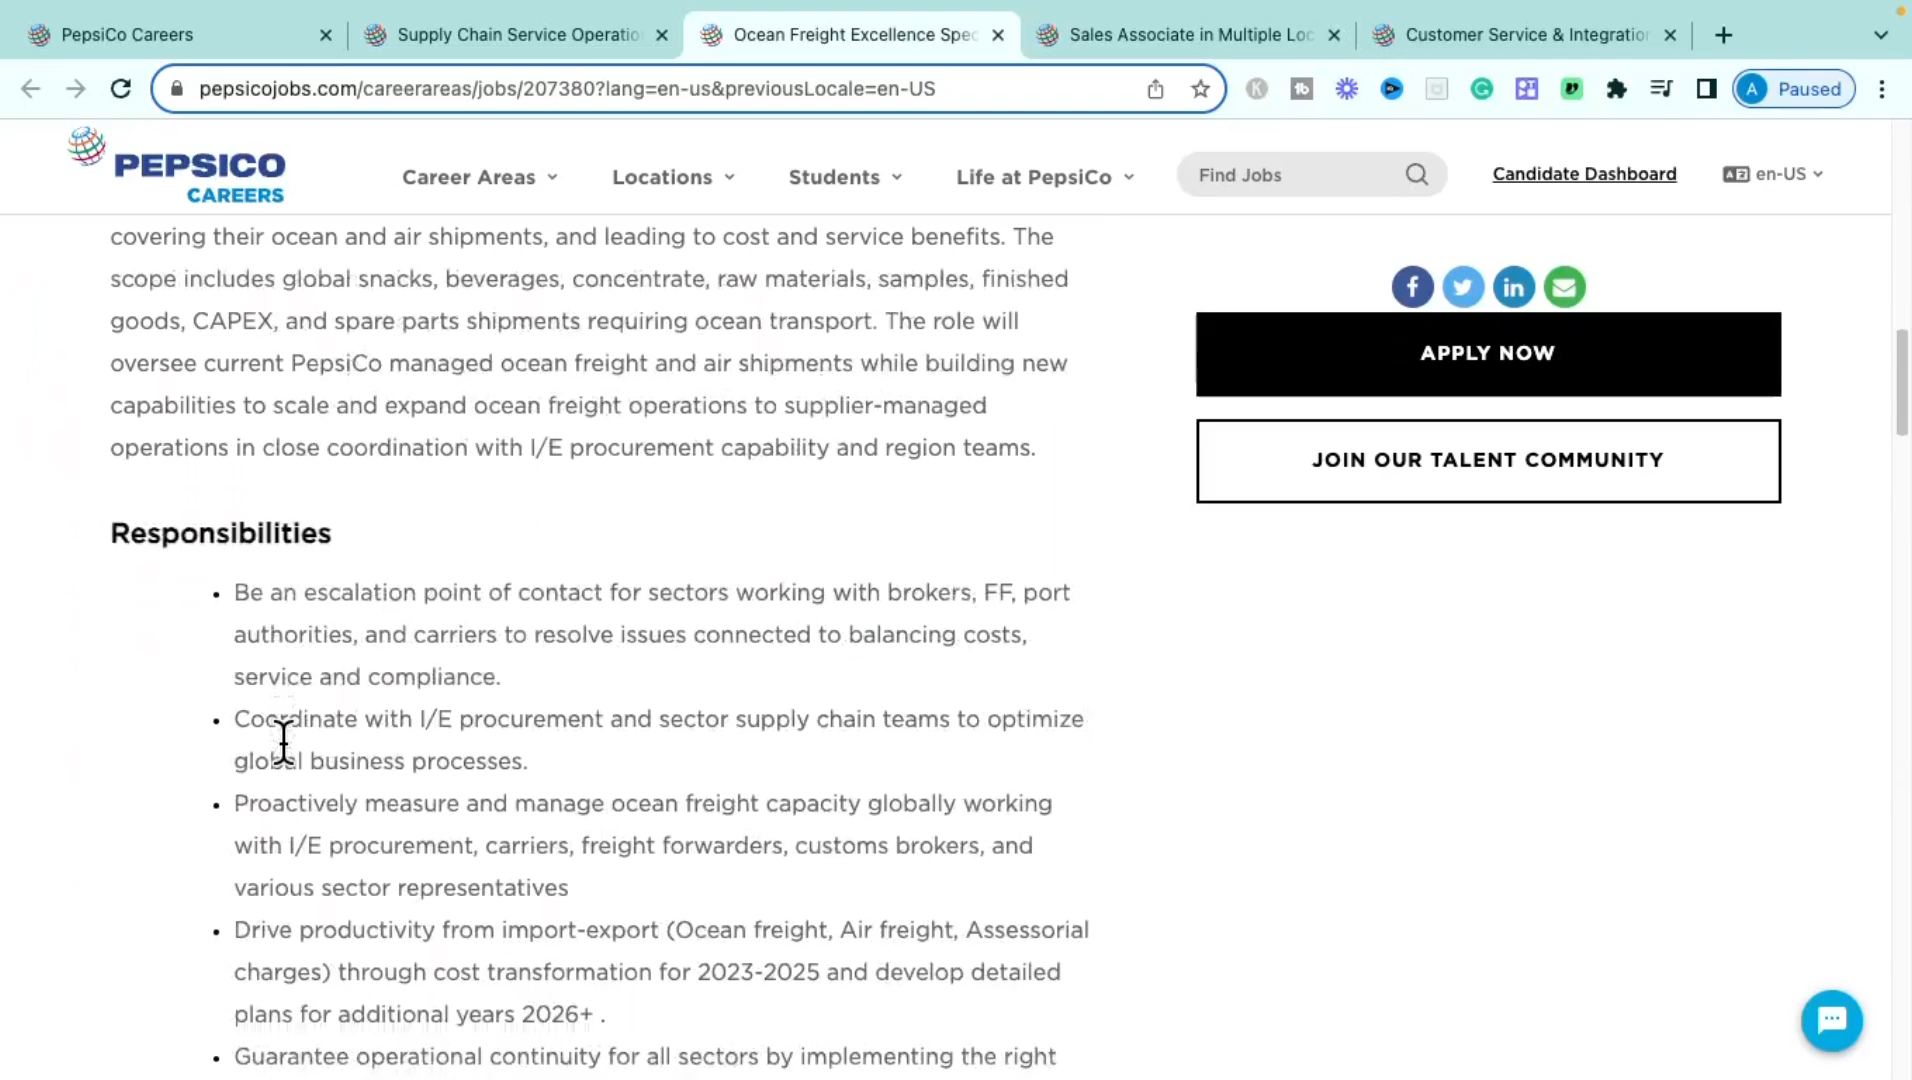 PepsiCo Careers
Supply Chain Service Operatio
Ocean Freight Excellence Spec
Sales Associate in Multiple Loc
Customer Service & Integration
pepsicojobs.com/careerareas/jobs/207380?lang=en-us&previousLocale=en-US
A Paused
PEPSICO
CAREERS
Career Areas
Locations
Students
Life at PepsiCo
Find Jobs
Candidate Dashboard
en-US
covering their ocean and air shipments, and leading to cost and service benefits. The
scope includes global snacks, beverages, concentrate, raw materials, samples, finished
goods, CAPEX, and spare parts shipments requiring ocean transport. The role will
oversee current PepsiCo managed ocean freight and air shipments while building new
capabilities to scale and expand ocean freight operations to supplier-managed
operations in close coordination with I/E procurement capability and region teams.
APPLY NOW
JOIN OUR TALENT COMMUNITY
Responsibilities
• Be an escalation point of contact for sectors working with brokers, FF, port
authorities, and carriers to resolve issues connected to balancing costs,
service and compliance.
• Coordinate with I/E procurement and sector supply chain teams to optimize
global business processes.
• Proactively measure and manage ocean freight capacity globally working
with I/E procurement, carriers, freight forwarders, customs brokers, and
various sector representatives
• Drive productivity from import-export (Ocean freight, Air freight, Assessorial
charges) through cost transformation for 2023-2025 and develop detailed
plans for additional years 2026+ .
• Guarantee operational continuity for all sectors by implementing the right